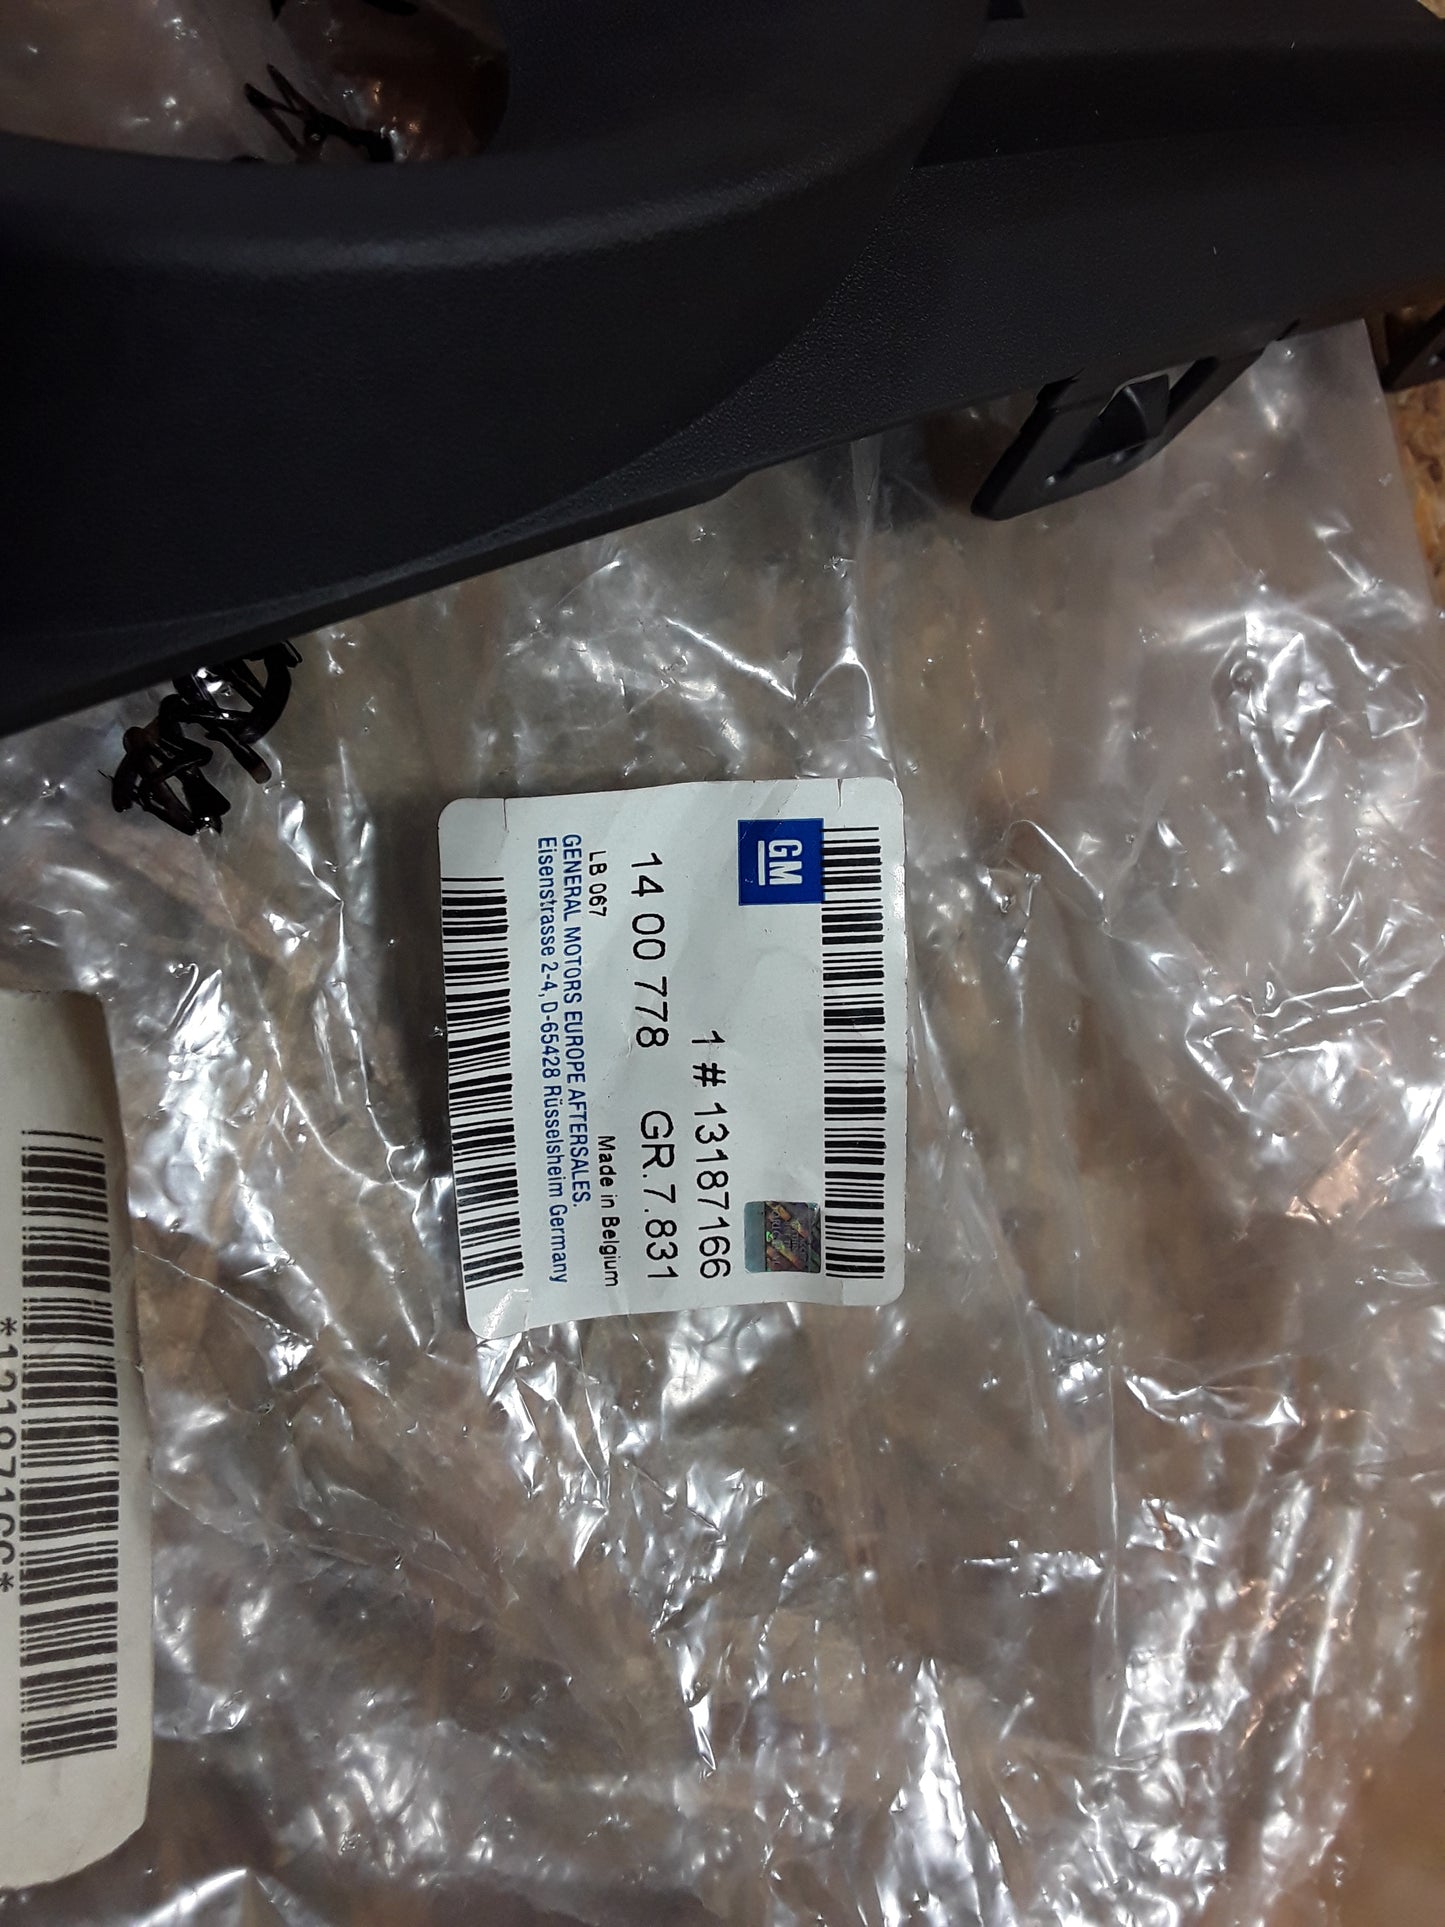 GM
1 # 13187166
14 00 778 GR.7.831
LB 067 Made in Belgium
GENERAL MOTORS EUROPE AFTERSALES.
Eisenstrasse 2-4, D-65428 Rüsselsheim Germany
*13187166*